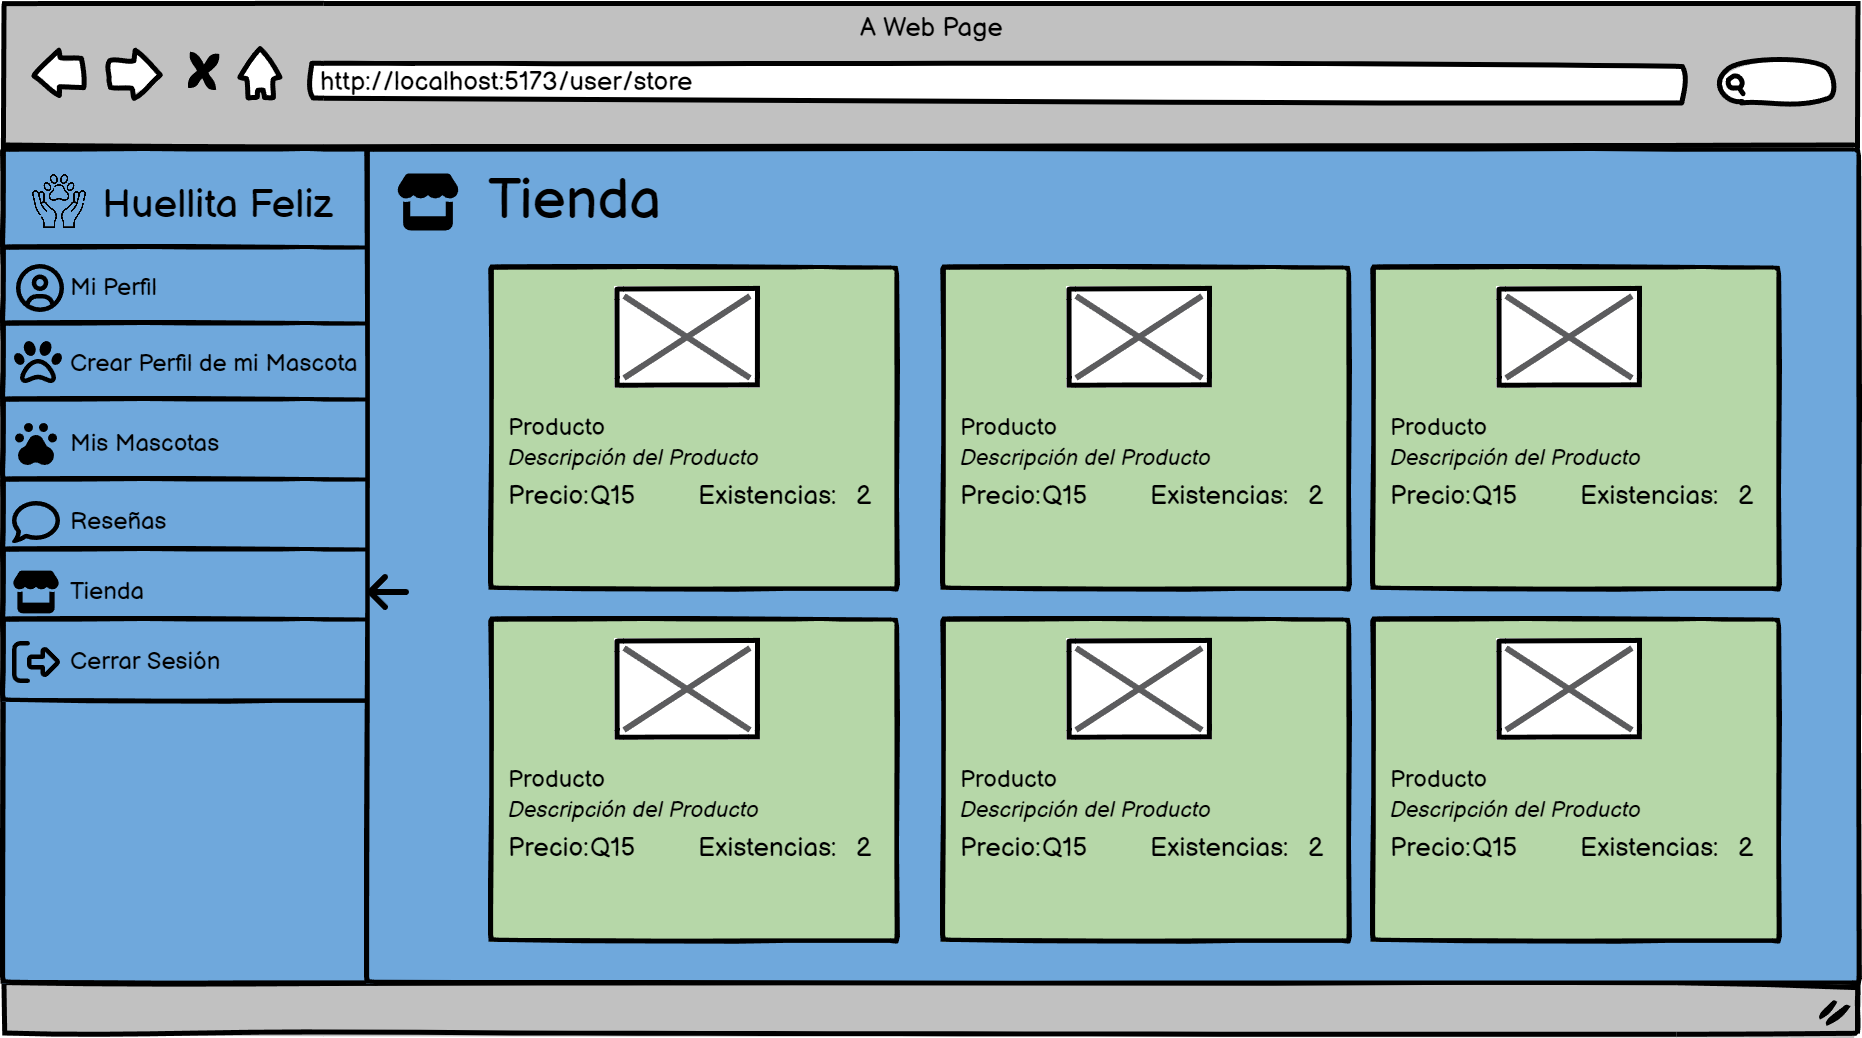 A Web Page
http://localhost:5173/user/store
Huellita Feliz
Mi Perfil
Crear Perfil de mi Mascota
Mis Mascotas
Reseñas
Tienda
Cerrar Sesión
Tienda
Producto
Descripción del Producto
Precio:Q15 Existencias: 2
Producto
Descripción del Producto
Precio:Q15 Existencias: 2
Producto
Descripción del Producto
Precio:Q15 Existencias: 2
Producto
Descripción del Producto
Precio:Q15 Existencias: 2
Producto
Descripción del Producto
Precio:Q15 Existencias: 2
Producto
Descripción del Producto
Precio:Q15 Existencias: 2